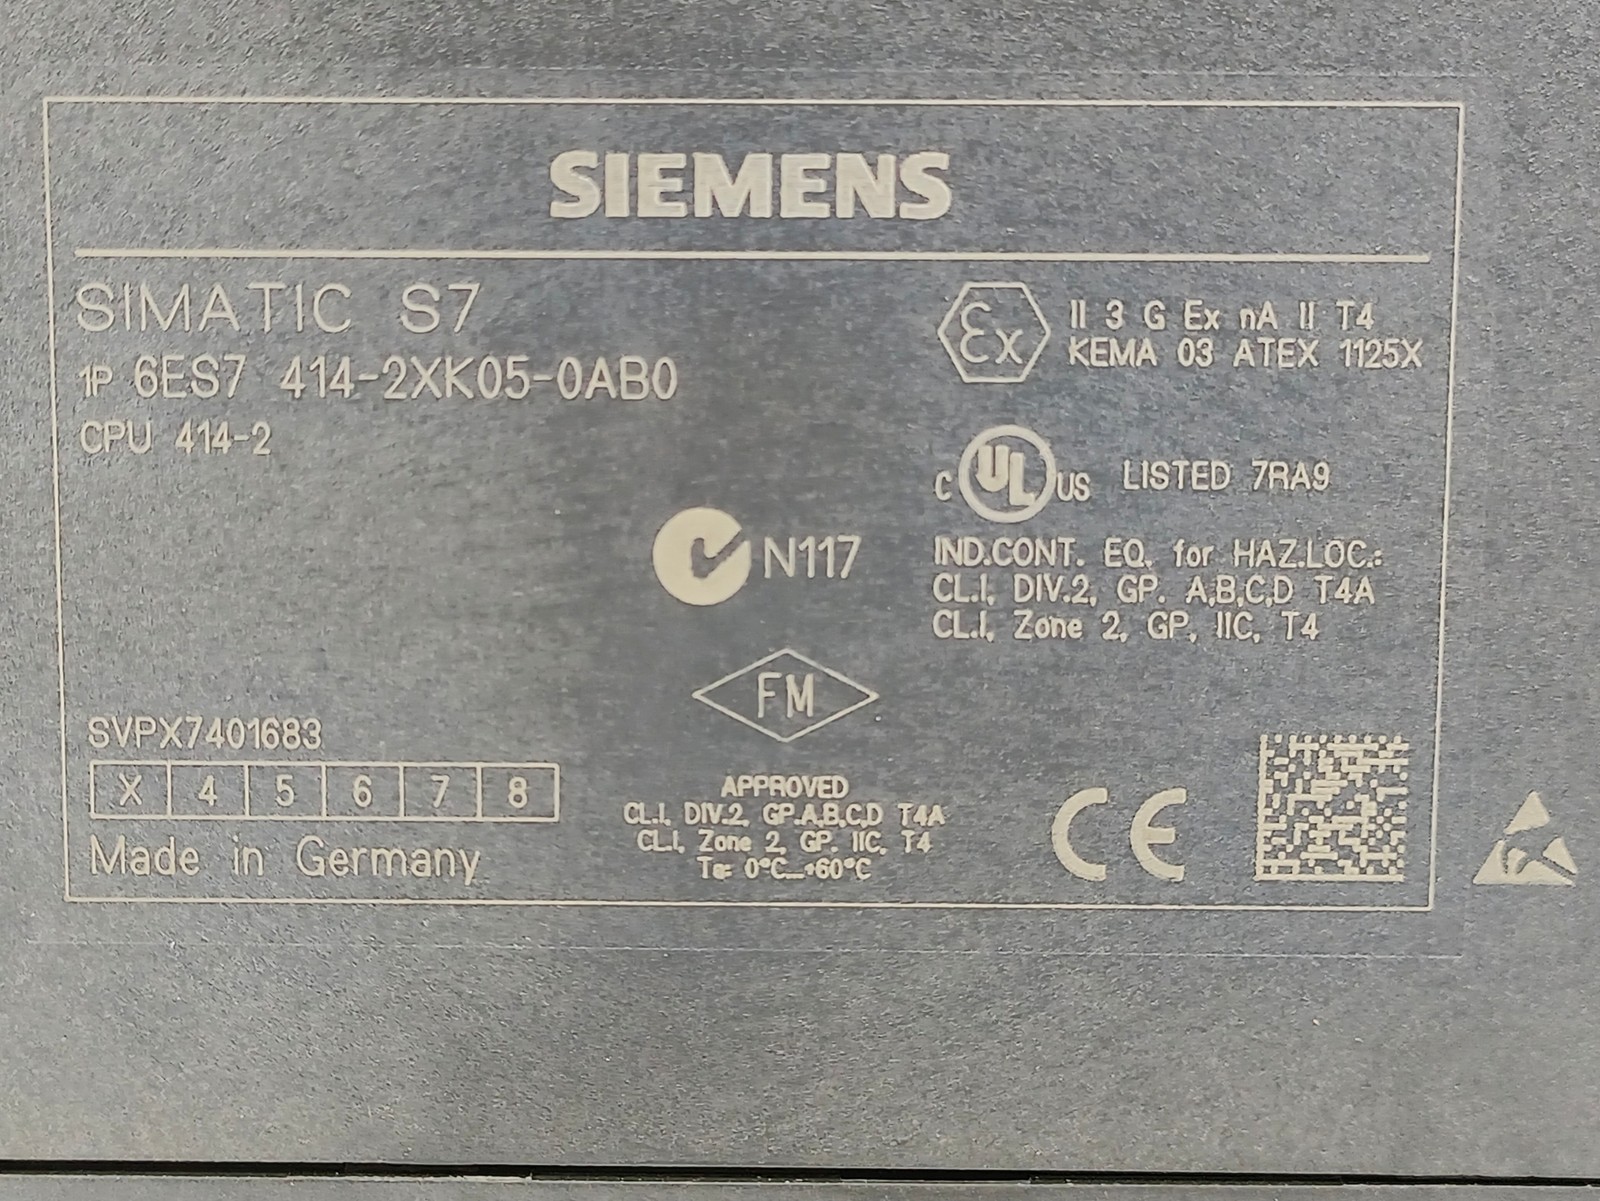 SIEMENS
SIMATIC S7
1P 6ES7 414-2XK05-0AB0
CPU 414-2
Ex II 3 G Ex nA II T4
KEMA 03 ATEX 1125X
C UL US LISTED 7RA9
N117
IND.CONT. EQ. for HAZ.LOC.:
CL.I, DIV.2, GP. A,B,C,D T4A
CL.I, Zone 2, GP, IIC, T4
FM
APPROVED
CL.I, DIV.2, GP.A,B,C,D T4A
CL.I, Zone 2, GP. IIC, T4
Ta= 0°C...+60°C
SVPX7401683
X 4 5 6 7 8
Made in Germany
CE